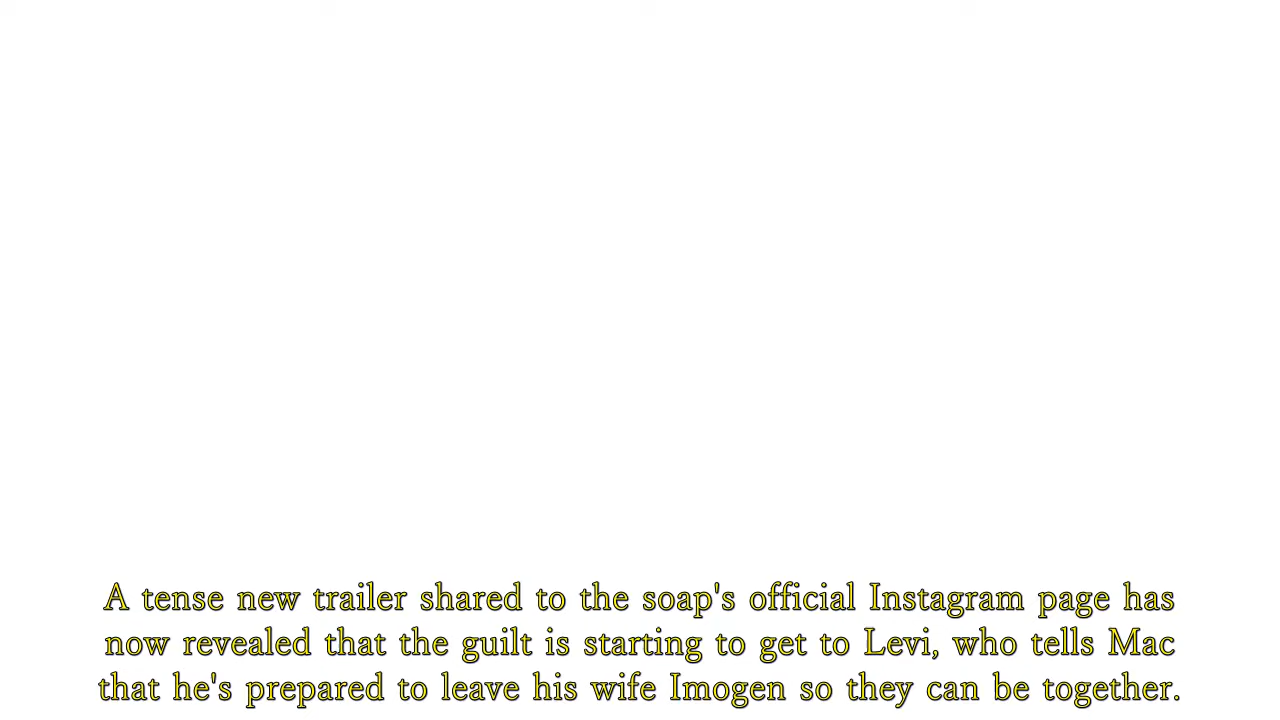 A tense new trailer shared to the soap's official Instagram page has
now revealed that the guilt is starting to get to Levi, who tells Mac
that he's prepared to leave his wife Imogen so they can be together.